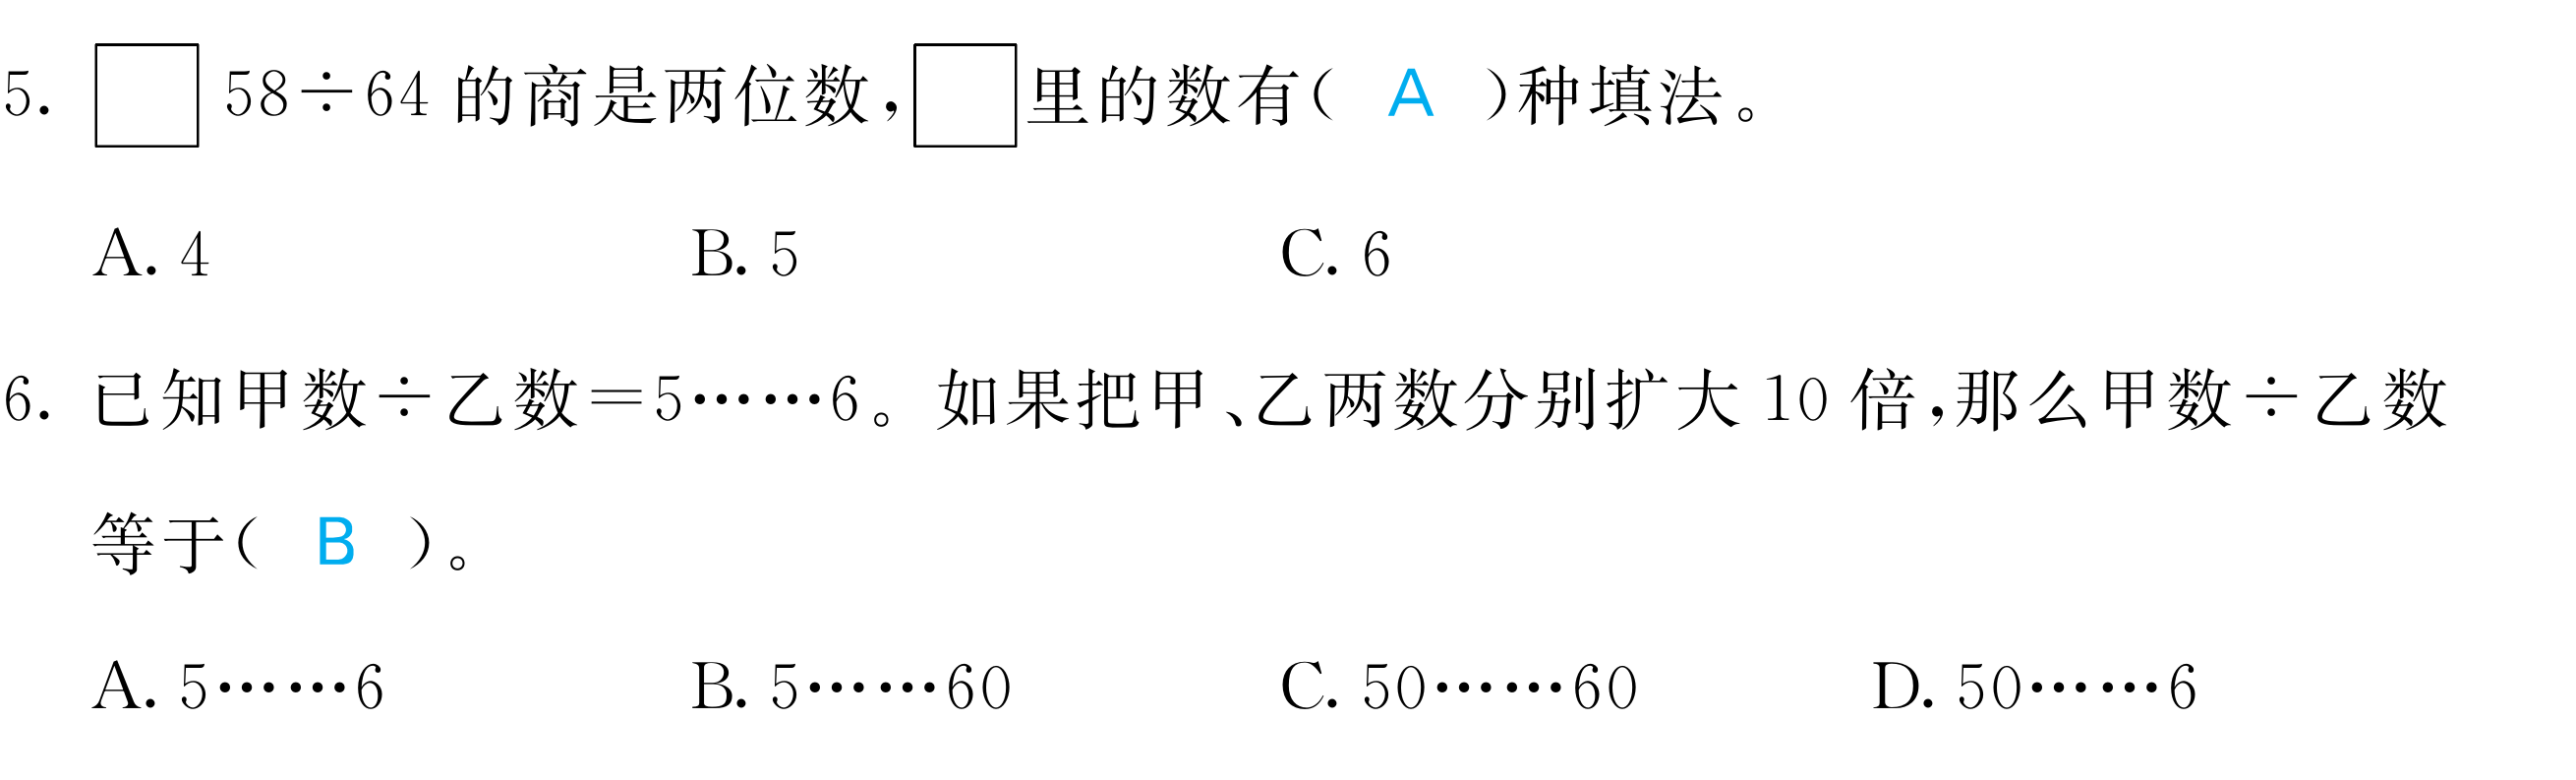 5. □58÷64 的商是两位数,□里的数有( A )种填法。
A. 4 B. 5 C. 6
6. 已知甲数÷乙数=5……6。如果把甲、乙两数分别扩大 10 倍,那么甲数÷乙数
等于( B )。
A. 5……6 B. 5……60 C. 50……60 D. 50……6